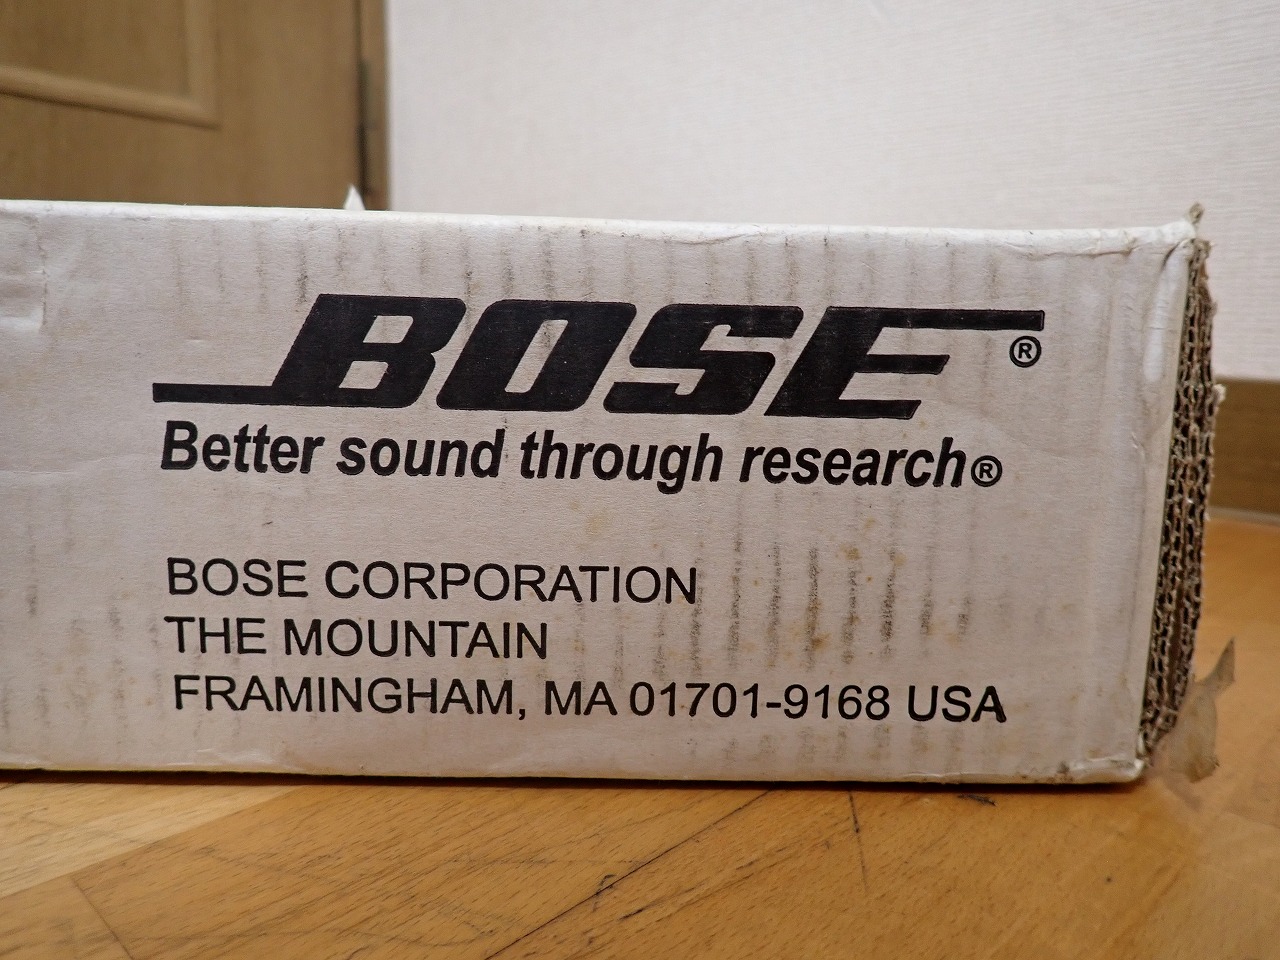 BOSE®
Better sound through research®
BOSE CORPORATION
THE MOUNTAIN
FRAMINGHAM, MA 01701-9168 USA